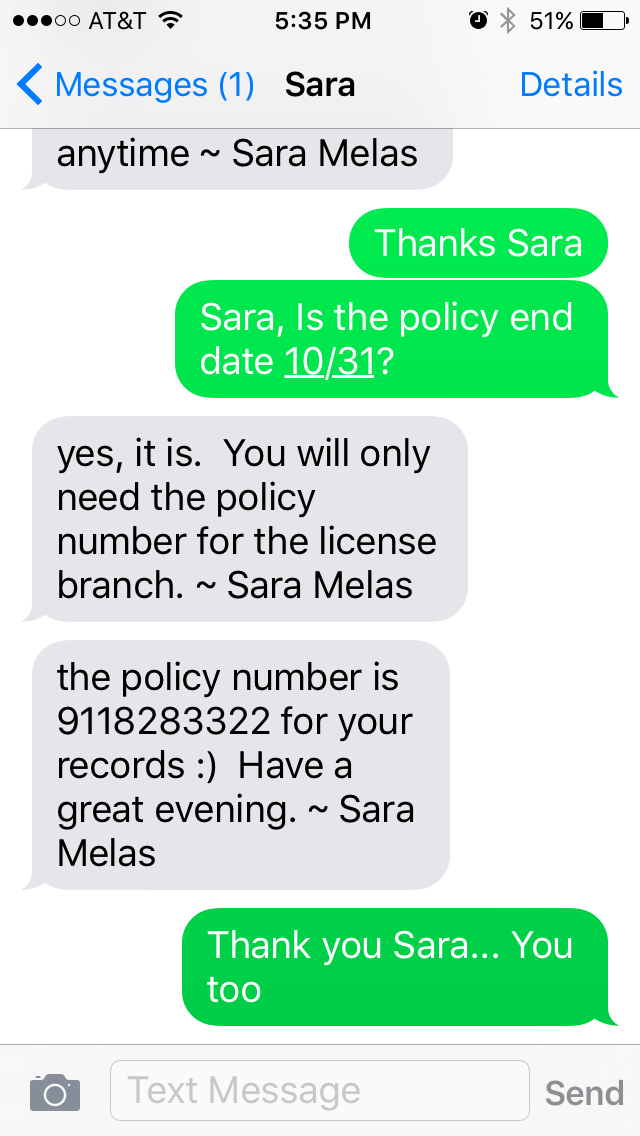 AT&T 5:35 PM 51%
Messages (1) Sara Details
anytime ~ Sara Melas
Thanks Sara
Sara, Is the policy end
date 10/31?
yes, it is.  You will only
need the policy
number for the license
branch. ~ Sara Melas
the policy number is
9118283322 for your
records :)  Have a
great evening. ~ Sara
Melas
Thank you Sara... You
too
Text Message Send